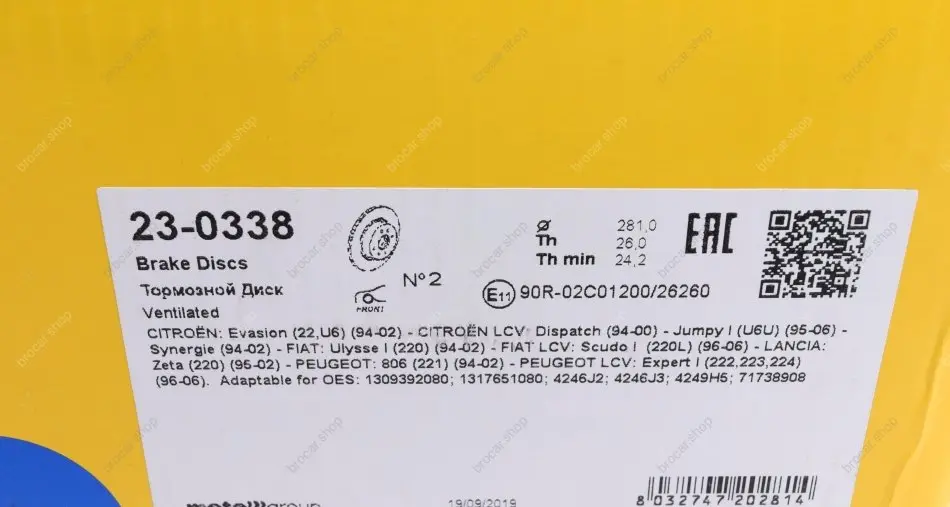 23-0338
Brake Discs
Тормозной Диск
Ventilated
N°2
FRONT
Ø 281,0
Th 26,0
Th min 24,2
EAC
E11 90R-02C01200/26260
CITROËN: Evasion (22,U6) (94-02) - CITROËN LCV: Dispatch (94-00) - Jumpy I (U6U) (95-06) -
Synergie (94-02) - FIAT: Ulysse I (220) (94-02) - FIAT LCV: Scudo I (220L) (96-06) - LANCIA:
Zeta (220) (95-02) - PEUGEOT: 806 (221) (94-02) - PEUGEOT LCV: Expert I (222,223,224)
(96-06). Adaptable for OES: 1309392080; 1317651080; 4246J2; 4246J3; 4249H5; 71738908
metelligroup
19/09/2019
8 032747 202814
brocar.shop